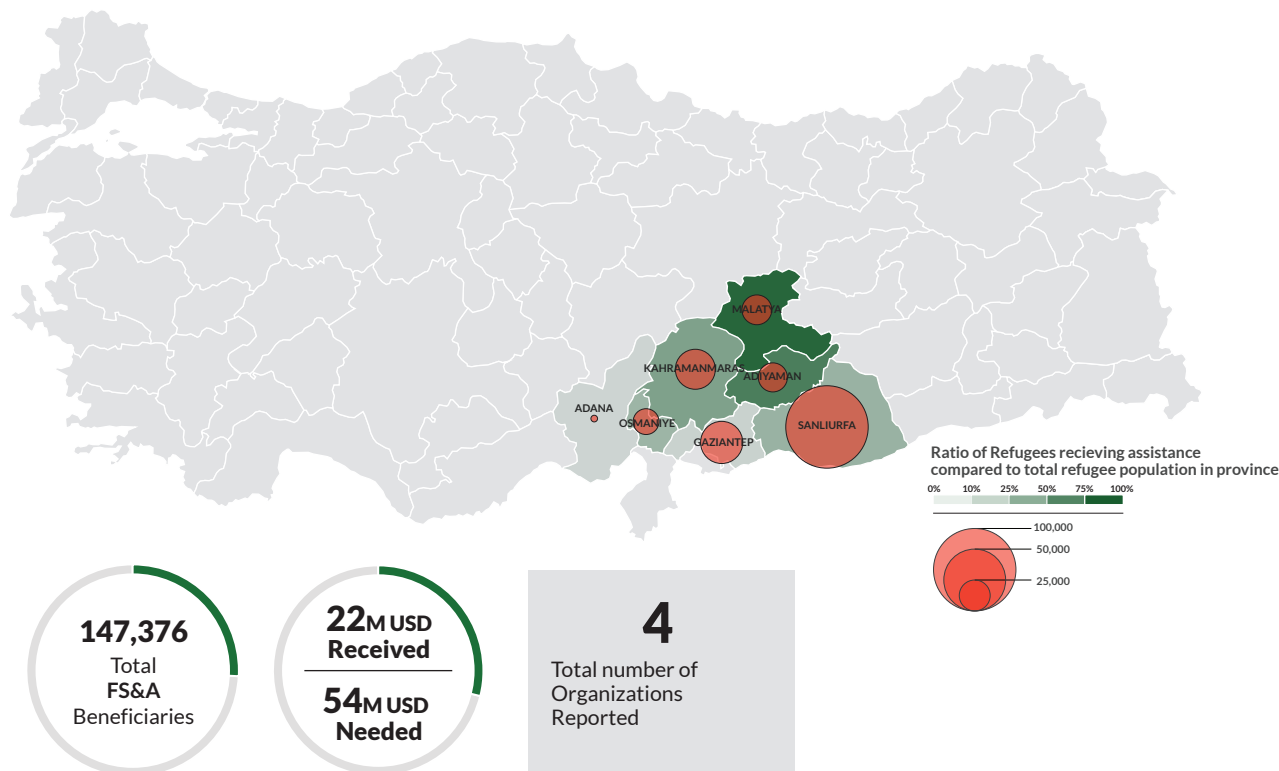 MALATYA
KAHRAMANMARAS
ADIYAMAN
ADANA
OSMANIYE
SANLIURFA
GAZIANTEP
Ratio of Refugees recieving assistance
compared to total refugee population in province
0% 10% 25% 50% 75% 100%
100,000
50,000
25,000
147,376
Total
FS&A
Beneficiaries
22M USD
Received
54M USD
Needed
4
Total number of
Organizations
Reported